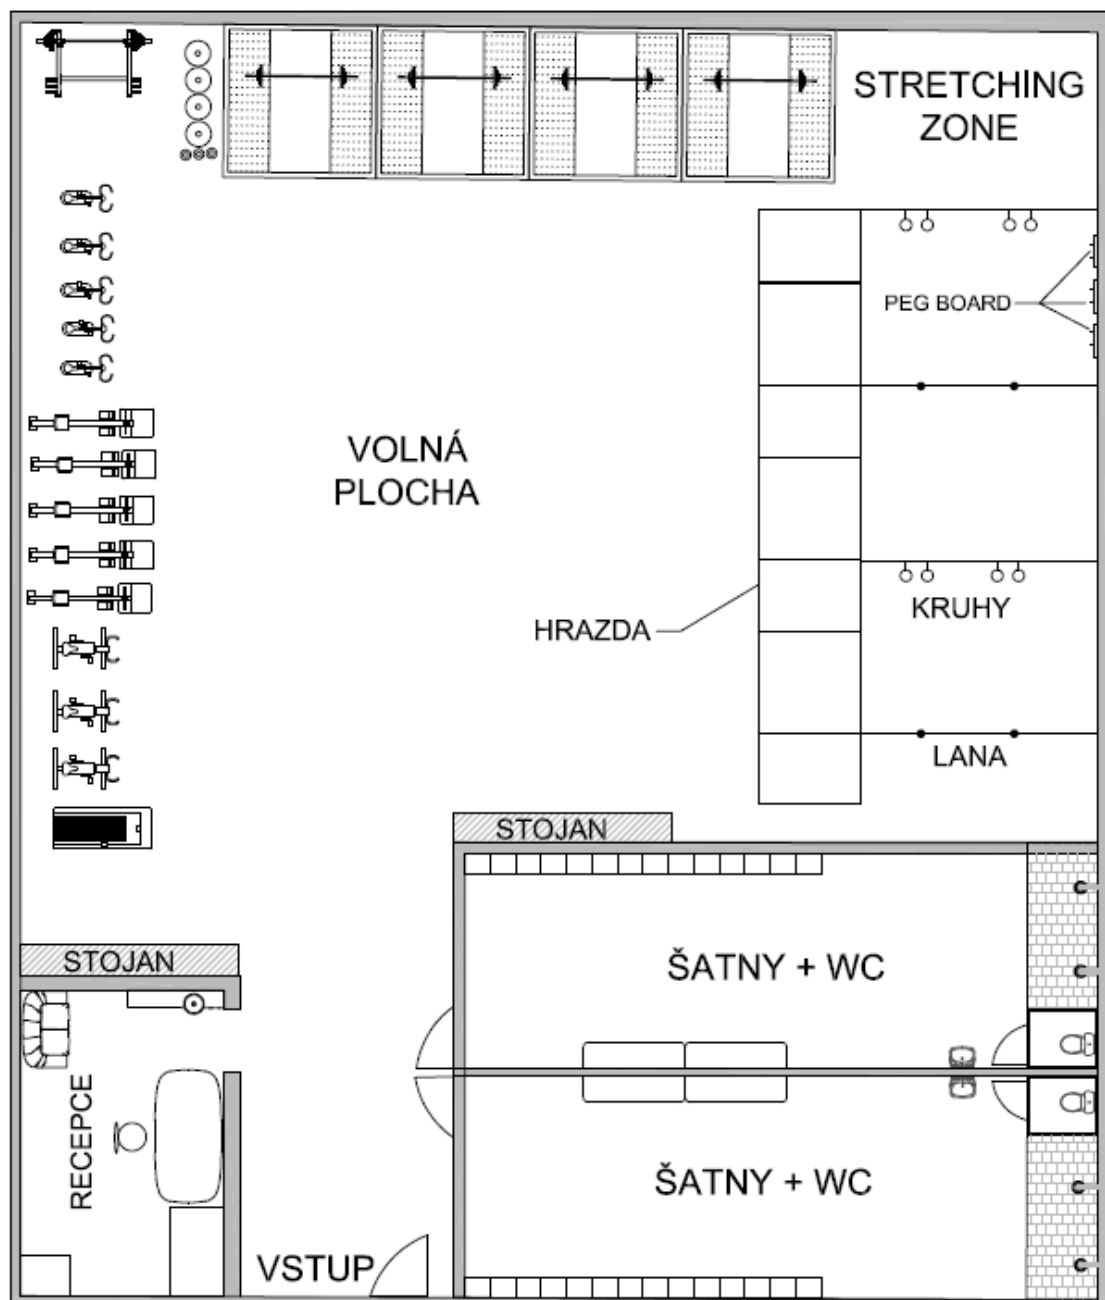 STRETCHING
ZONE
PEG BOARD
VOLNÁ
PLOCHA
HRAZDA
KRUHY
LANA
STOJAN
STOJAN
ŠATNY + WC
RECEPCE
ŠATNY + WC
VSTUP